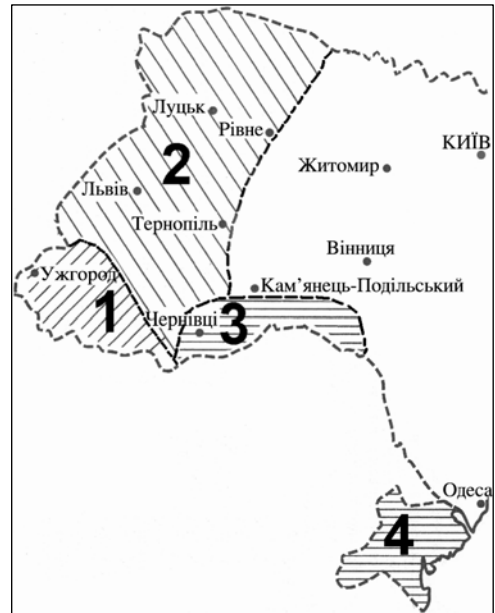 Луцьк
Рівне
КИЇВ
2
Житомир
Львів
Тернопіль
Вінниця
Ужгород
Кам’янець-Подільський
1
Чернівці
3
Одеса
4